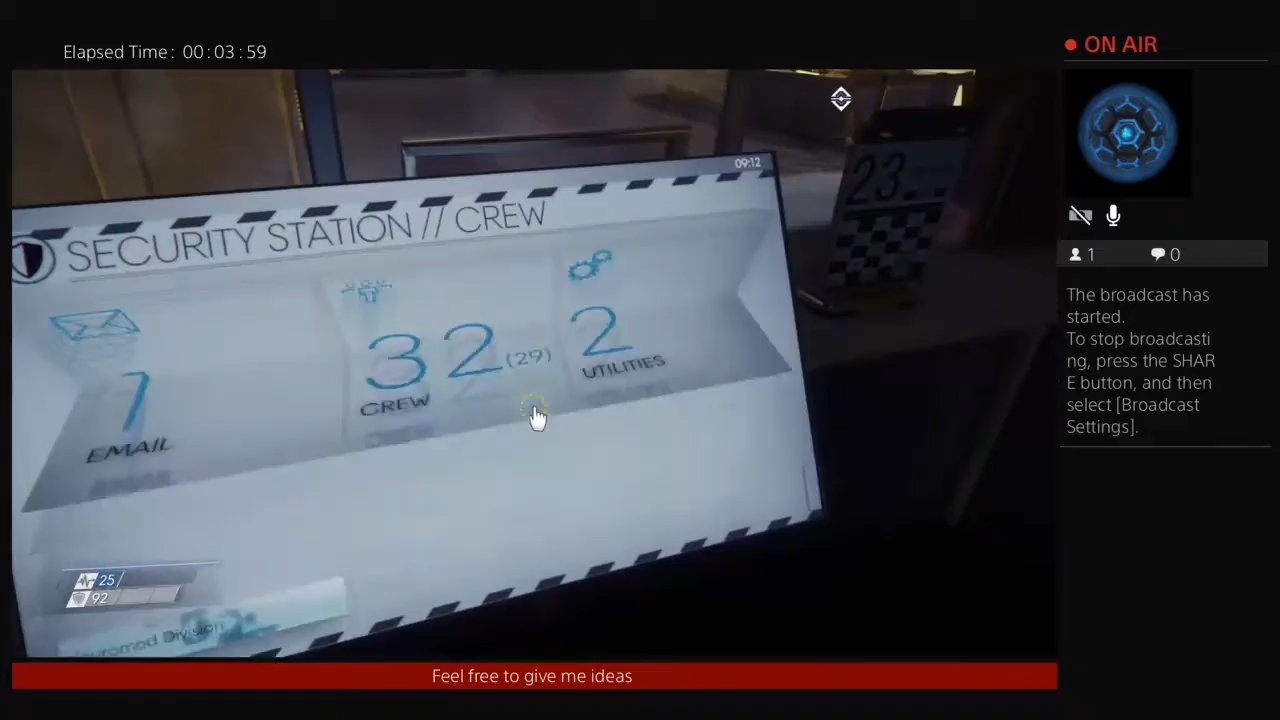 Elapsed Time: 00:03:59
ON AIR
09:12
23
SECURITY STATION // CREW
1
0
7
EMAIL
32 (29)
CREW
2
UTILITIES
The broadcast has
started.
To stop broadcasti
ng, press the SHAR
E button, and then
select [Broadcast
Settings].
25/
92
Division
Feel free to give me ideas